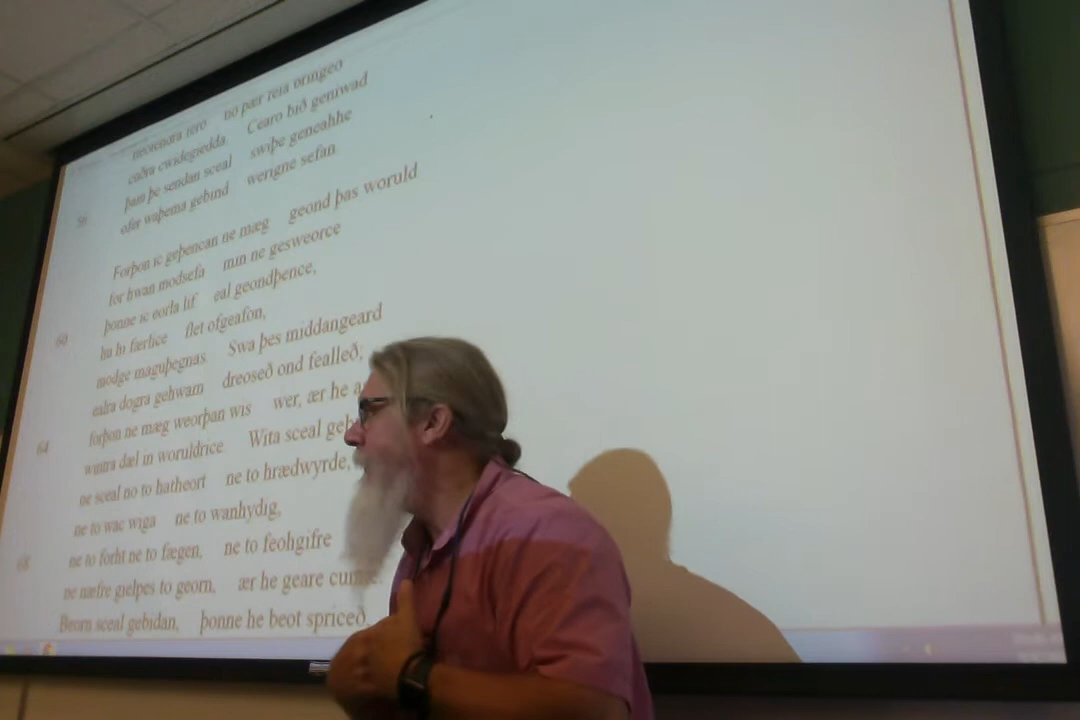 cuðra cwidegiedda Cearo bið geniwad
þam þe sendan sceal swiþe geneahhe
ofer waþema gebind werigne sefan
Forþon ic geþencan ne mæg geond þas woruld
for hwan modsefa min ne gesweorce
þonne ic eorla lif eal geondþence,
60 hu hi færlice flet ofgeafon,
modge maguþegnas. Swa þes middangeard
ealra dogra gehwam dreoseð ond fealleð,
forþon ne mæg weorþan wis wer, ær he a
64 wintra dæl in woruldrice. Wita sceal geþ
ne sceal no to hatheort ne to hrædwyrde,
ne to wac wiga ne to wanhydig,
68 ne to forht ne to fægen, ne to feohgifre
ne næfre gielpes to georn, ær he geare cunne.
Beorn sceal gebidan, þonne he beot spriceð,